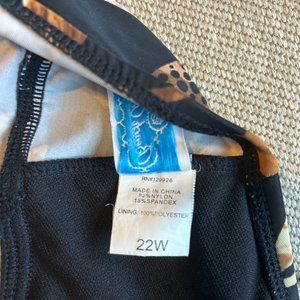 RN#129926
MADE IN CHINA
82%NYLON
18%SPANDEX
LINING: 100%POLYESTER
22W